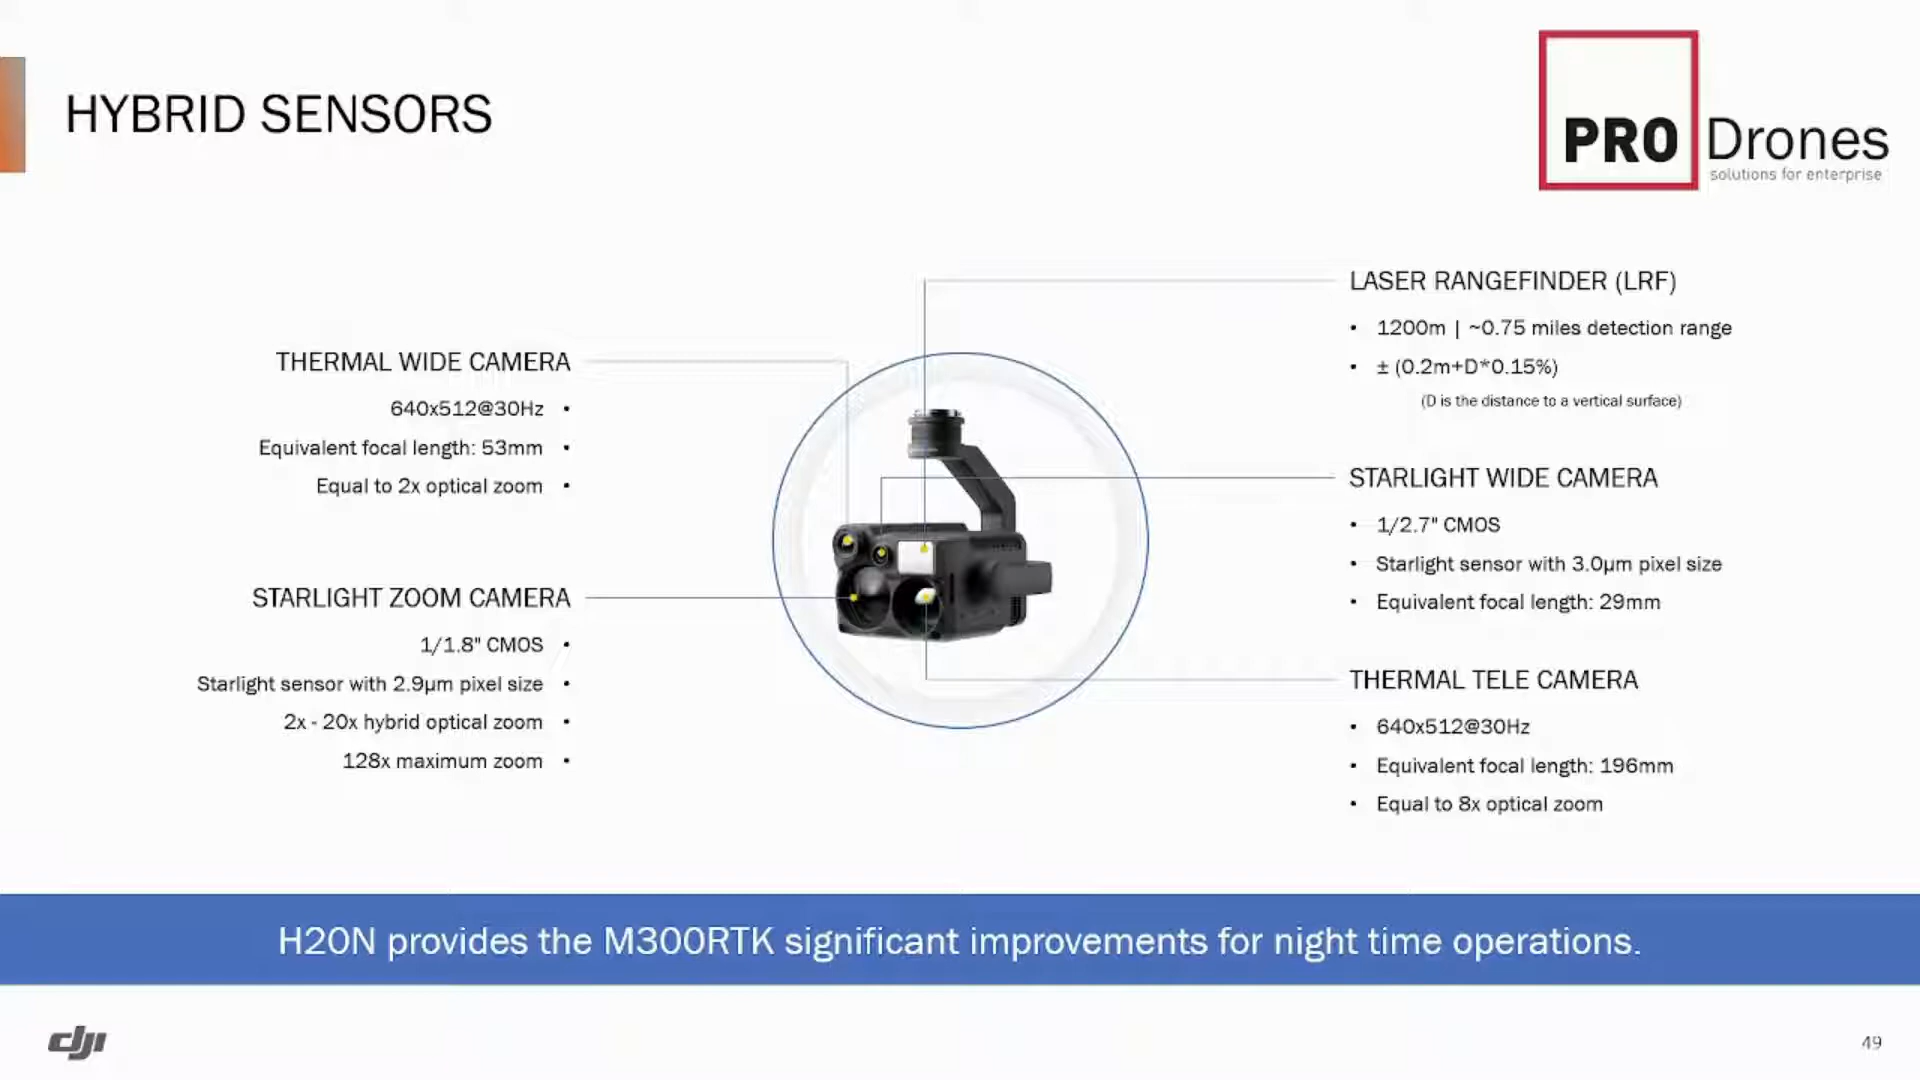 HYBRID SENSORS
PRO Drones
solutions for enterprise
THERMAL WIDE CAMERA
640x512@30Hz •
Equivalent focal length: 53mm •
Equal to 2x optical zoom •
STARLIGHT ZOOM CAMERA
1/1.8" CMOS •
Starlight sensor with 2.9μm pixel size •
2x - 20x hybrid optical zoom •
128x maximum zoom •
LASER RANGEFINDER (LRF)
• 1200m | ~0.75 miles detection range
• ± (0.2m+D*0.15%)
(D is the distance to a vertical surface)
STARLIGHT WIDE CAMERA
• 1/2.7" CMOS
• Starlight sensor with 3.0μm pixel size
• Equivalent focal length: 29mm
THERMAL TELE CAMERA
• 640x512@30Hz
• Equivalent focal length: 196mm
• Equal to 8x optical zoom
H20N provides the M300RTK significant improvements for night time operations.
dji
49